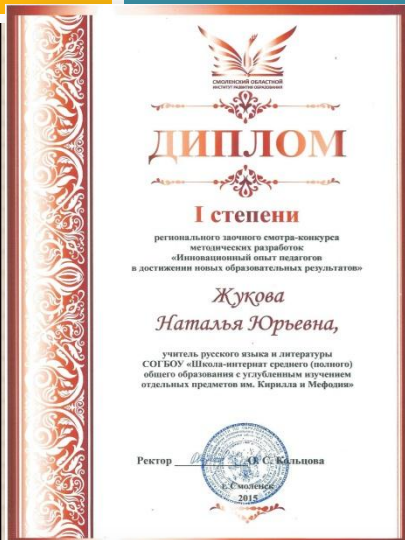 СМОЛЕНСКИЙ ОБЛАСТНОЙ
ИНСТИТУТ РАЗВИТИЯ ОБРАЗОВАНИЯ
ДИПЛОМ
I степени
регионального заочного смотра-конкурса
методических разработок
«Инновационный опыт педагогов
в достижении новых образовательных результатов»
Жукова
Наталья Юрьевна,
учитель русского языка и литературы
СОГБОУ «Школа-интернат среднего (полного)
общего образования с углубленным изучением
отдельных предметов им. Кирилла и Мефодия»
Ректор О. С. Кольцова
г. Смоленск
2015